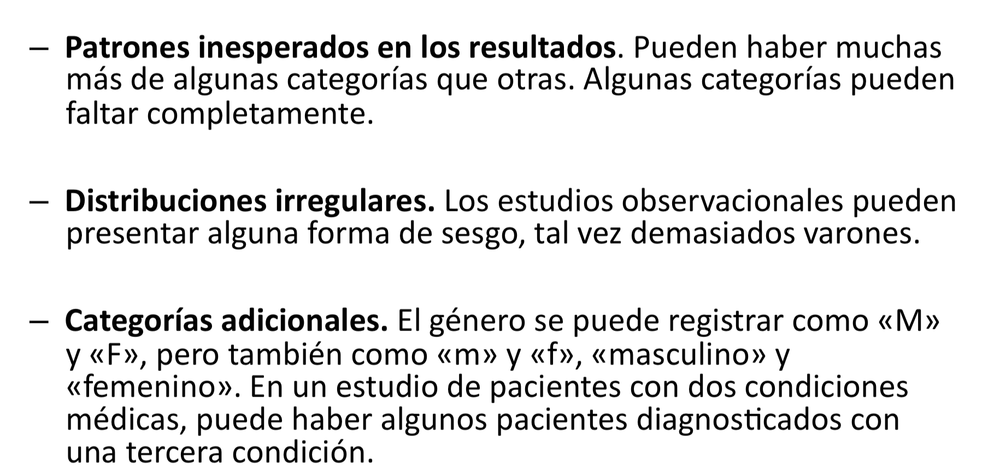 – Patrones inesperados en los resultados. Pueden haber muchas
más de algunas categorías que otras. Algunas categorías pueden
faltar completamente.
– Distribuciones irregulares. Los estudios observacionales pueden
presentar alguna forma de sesgo, tal vez demasiados varones.
– Categorías adicionales. El género se puede registrar como «M»
y «F», pero también como «m» y «f», «masculino» y
«femenino». En un estudio de pacientes con dos condiciones
médicas, puede haber algunos pacientes diagnosticados con
una tercera condición.